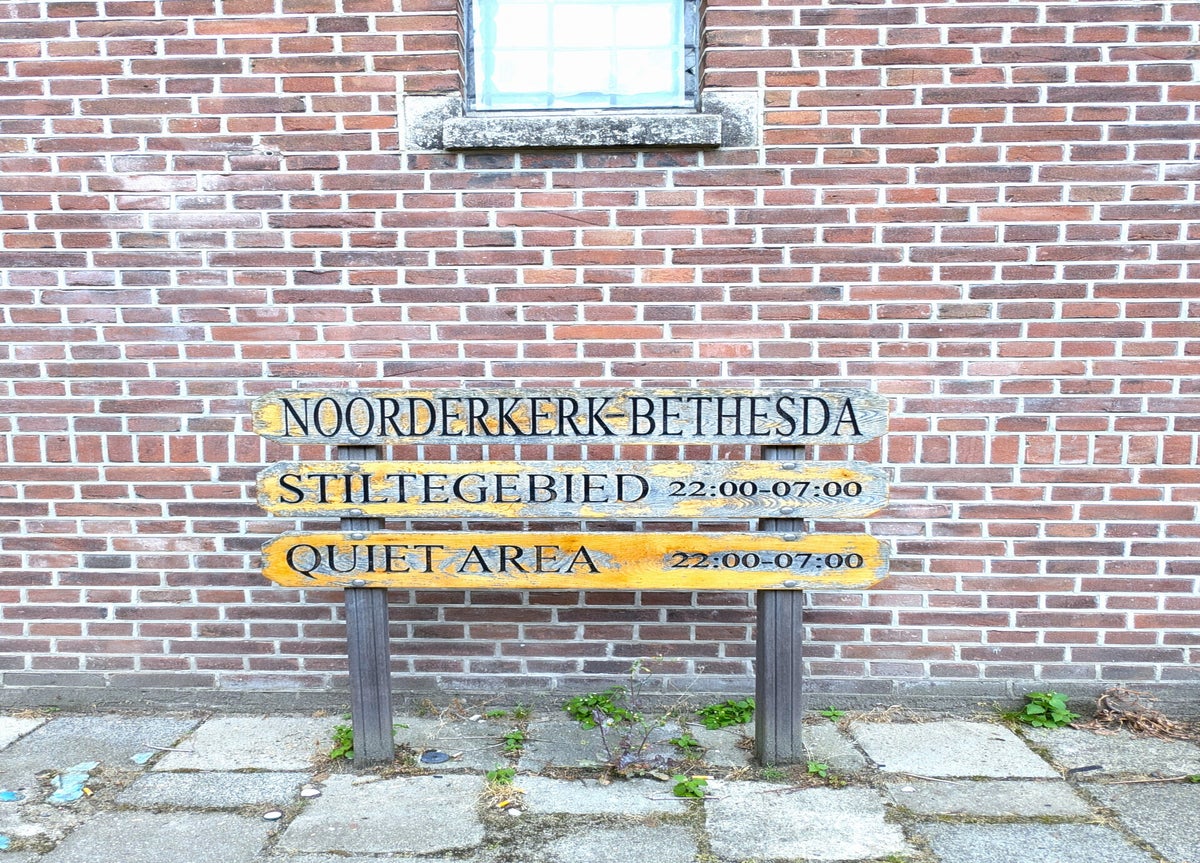 NOORDERKERK-BETHESDA
STILTEGEBIED 22:00-07:00
QUIET AREA 22:00-07:00